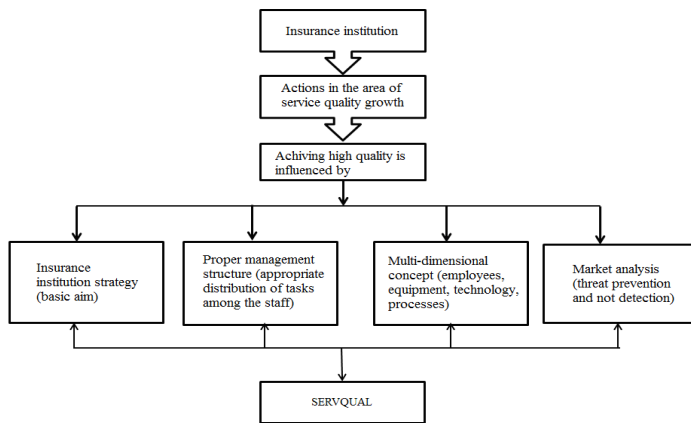 Insurance institution
Actions in the area of
service quality growth
Achiving high quality is
influenced by
Insurance
institution strategy
(basic aim)
Proper management
structure (appropriate
distribution of tasks
among the staff)
Multi-dimensional
concept (employees,
equipment, technology,
processes)
Market analysis
(threat prevention
and not detection)
SERVQUAL